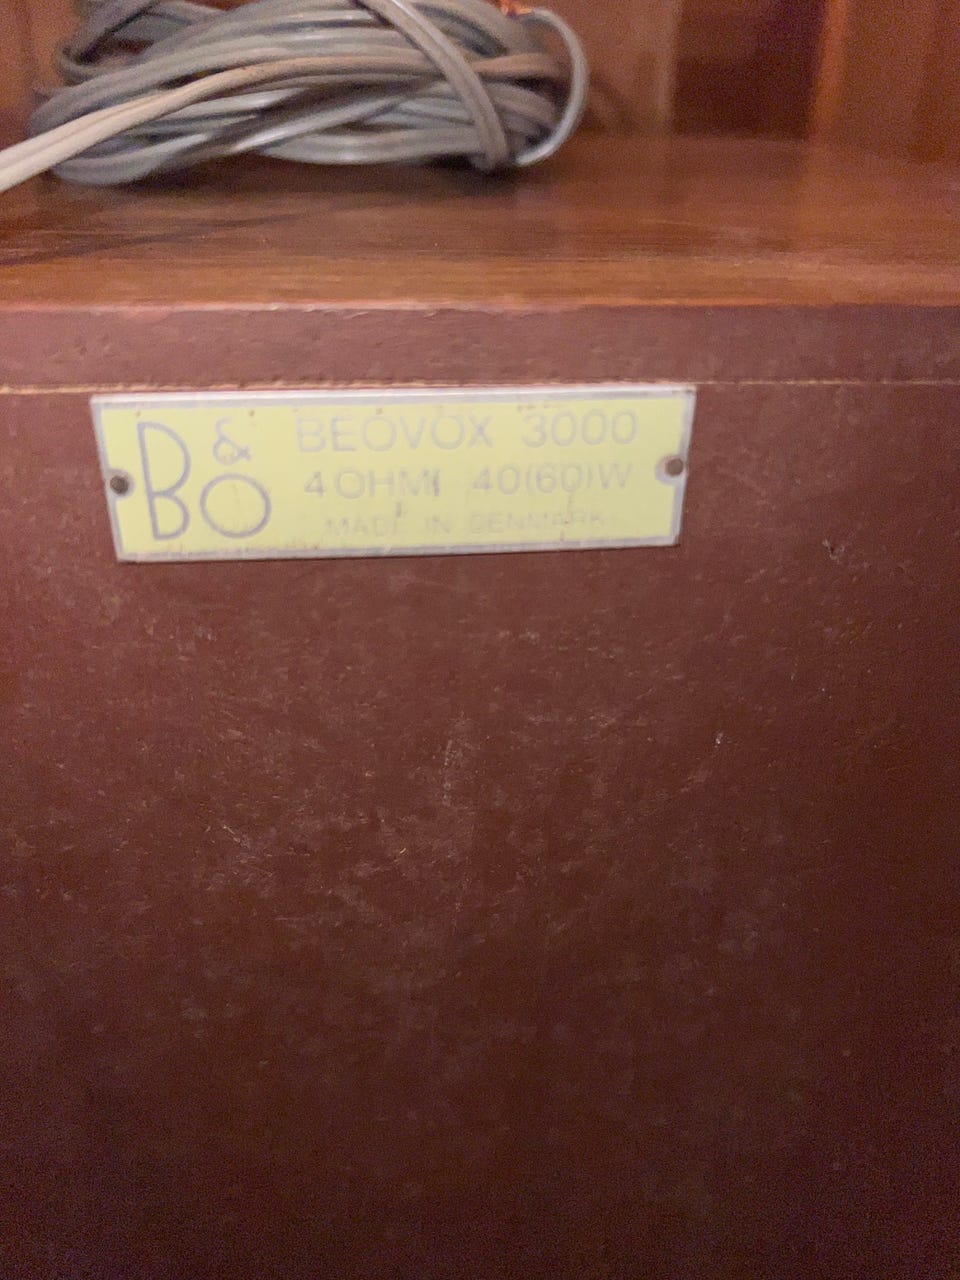 B&O
BEOVOX 3000
4 OHM 40(60)W
MADE IN DENMARK